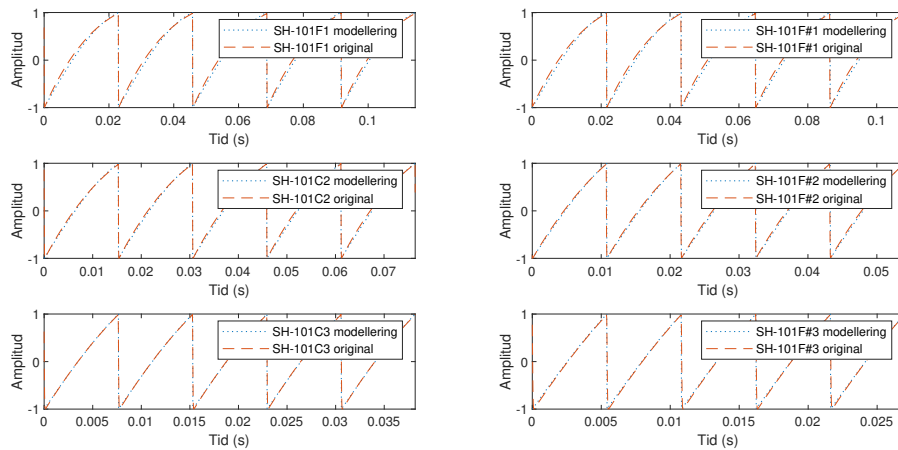 1
0
-1
Amplitud
SH-101F1 modellering
SH-101F1 original
0 0.02 0.04 0.06 0.08 0.1
Tid (s)
1
0
-1
Amplitud
SH-101F#1 modellering
SH-101F#1 original
0 0.02 0.04 0.06 0.08 0.1
Tid (s)
1
0
-1
Amplitud
SH-101C2 modellering
SH-101C2 original
0 0.01 0.02 0.03 0.04 0.05 0.06 0.07
Tid (s)
1
0
-1
Amplitud
SH-101F#2 modellering
SH-101F#2 original
0 0.01 0.02 0.03 0.04 0.05
Tid (s)
1
0
-1
Amplitud
SH-101C3 modellering
SH-101C3 original
0 0.005 0.01 0.015 0.02 0.025 0.03 0.035
Tid (s)
1
0
-1
Amplitud
SH-101F#3 modellering
SH-101F#3 original
0 0.005 0.01 0.015 0.02 0.025
Tid (s)